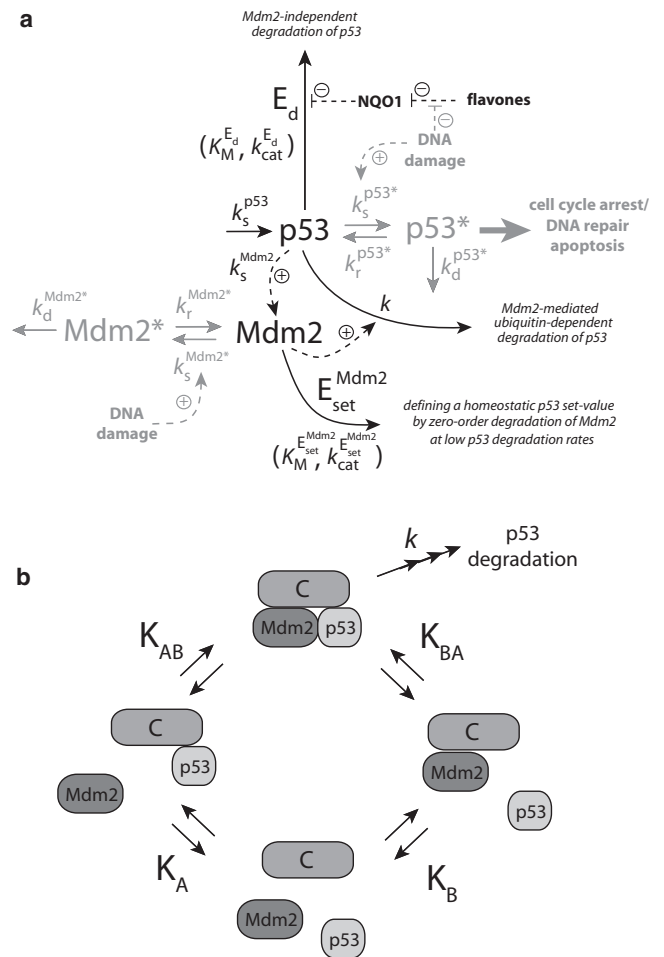 a
Mdm2-independent
degradation of p53
E_d
⊖ NQO1 ⊖ flavones
⊖
(K_M^{E_d}, k_cat^{E_d})
DNA
damage
⊕
k_s^{p53}
p53
k_s^{p53*}
k_r^{p53*}
p53*
cell cycle arrest/
DNA repair
apoptosis
k_s^{Mdm2}
⊕
k_d^{p53*}
k
k_d^{Mdm2*}
Mdm2*
k_r^{Mdm2*}
k_s^{Mdm2*}
Mdm2
⊕
Mdm2-mediated
ubiquitin-dependent
degradation of p53
DNA
damage
⊕
E_set^{Mdm2}
(K_M^{E_set^{Mdm2}}, k_cat^{E_set^{Mdm2}})
defining a homeostatic p53 set-value
by zero-order degradation of Mdm2
at low p53 degradation rates
b
k
p53
degradation
C
Mdm2 p53
K_AB
K_BA
C
p53
Mdm2
C
Mdm2
p53
K_A
K_B
C
Mdm2
p53